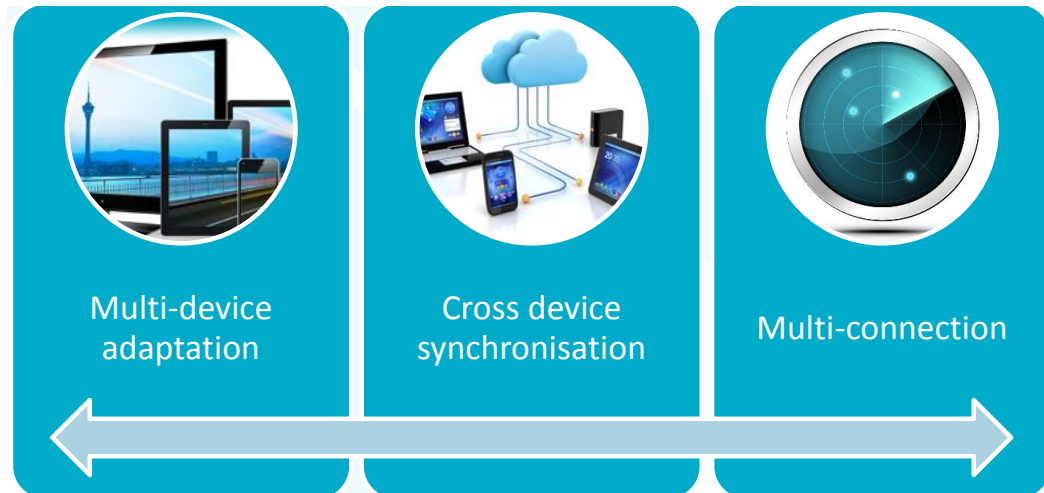 Multi-device
adaptation
Cross device
synchronisation
Multi-connection